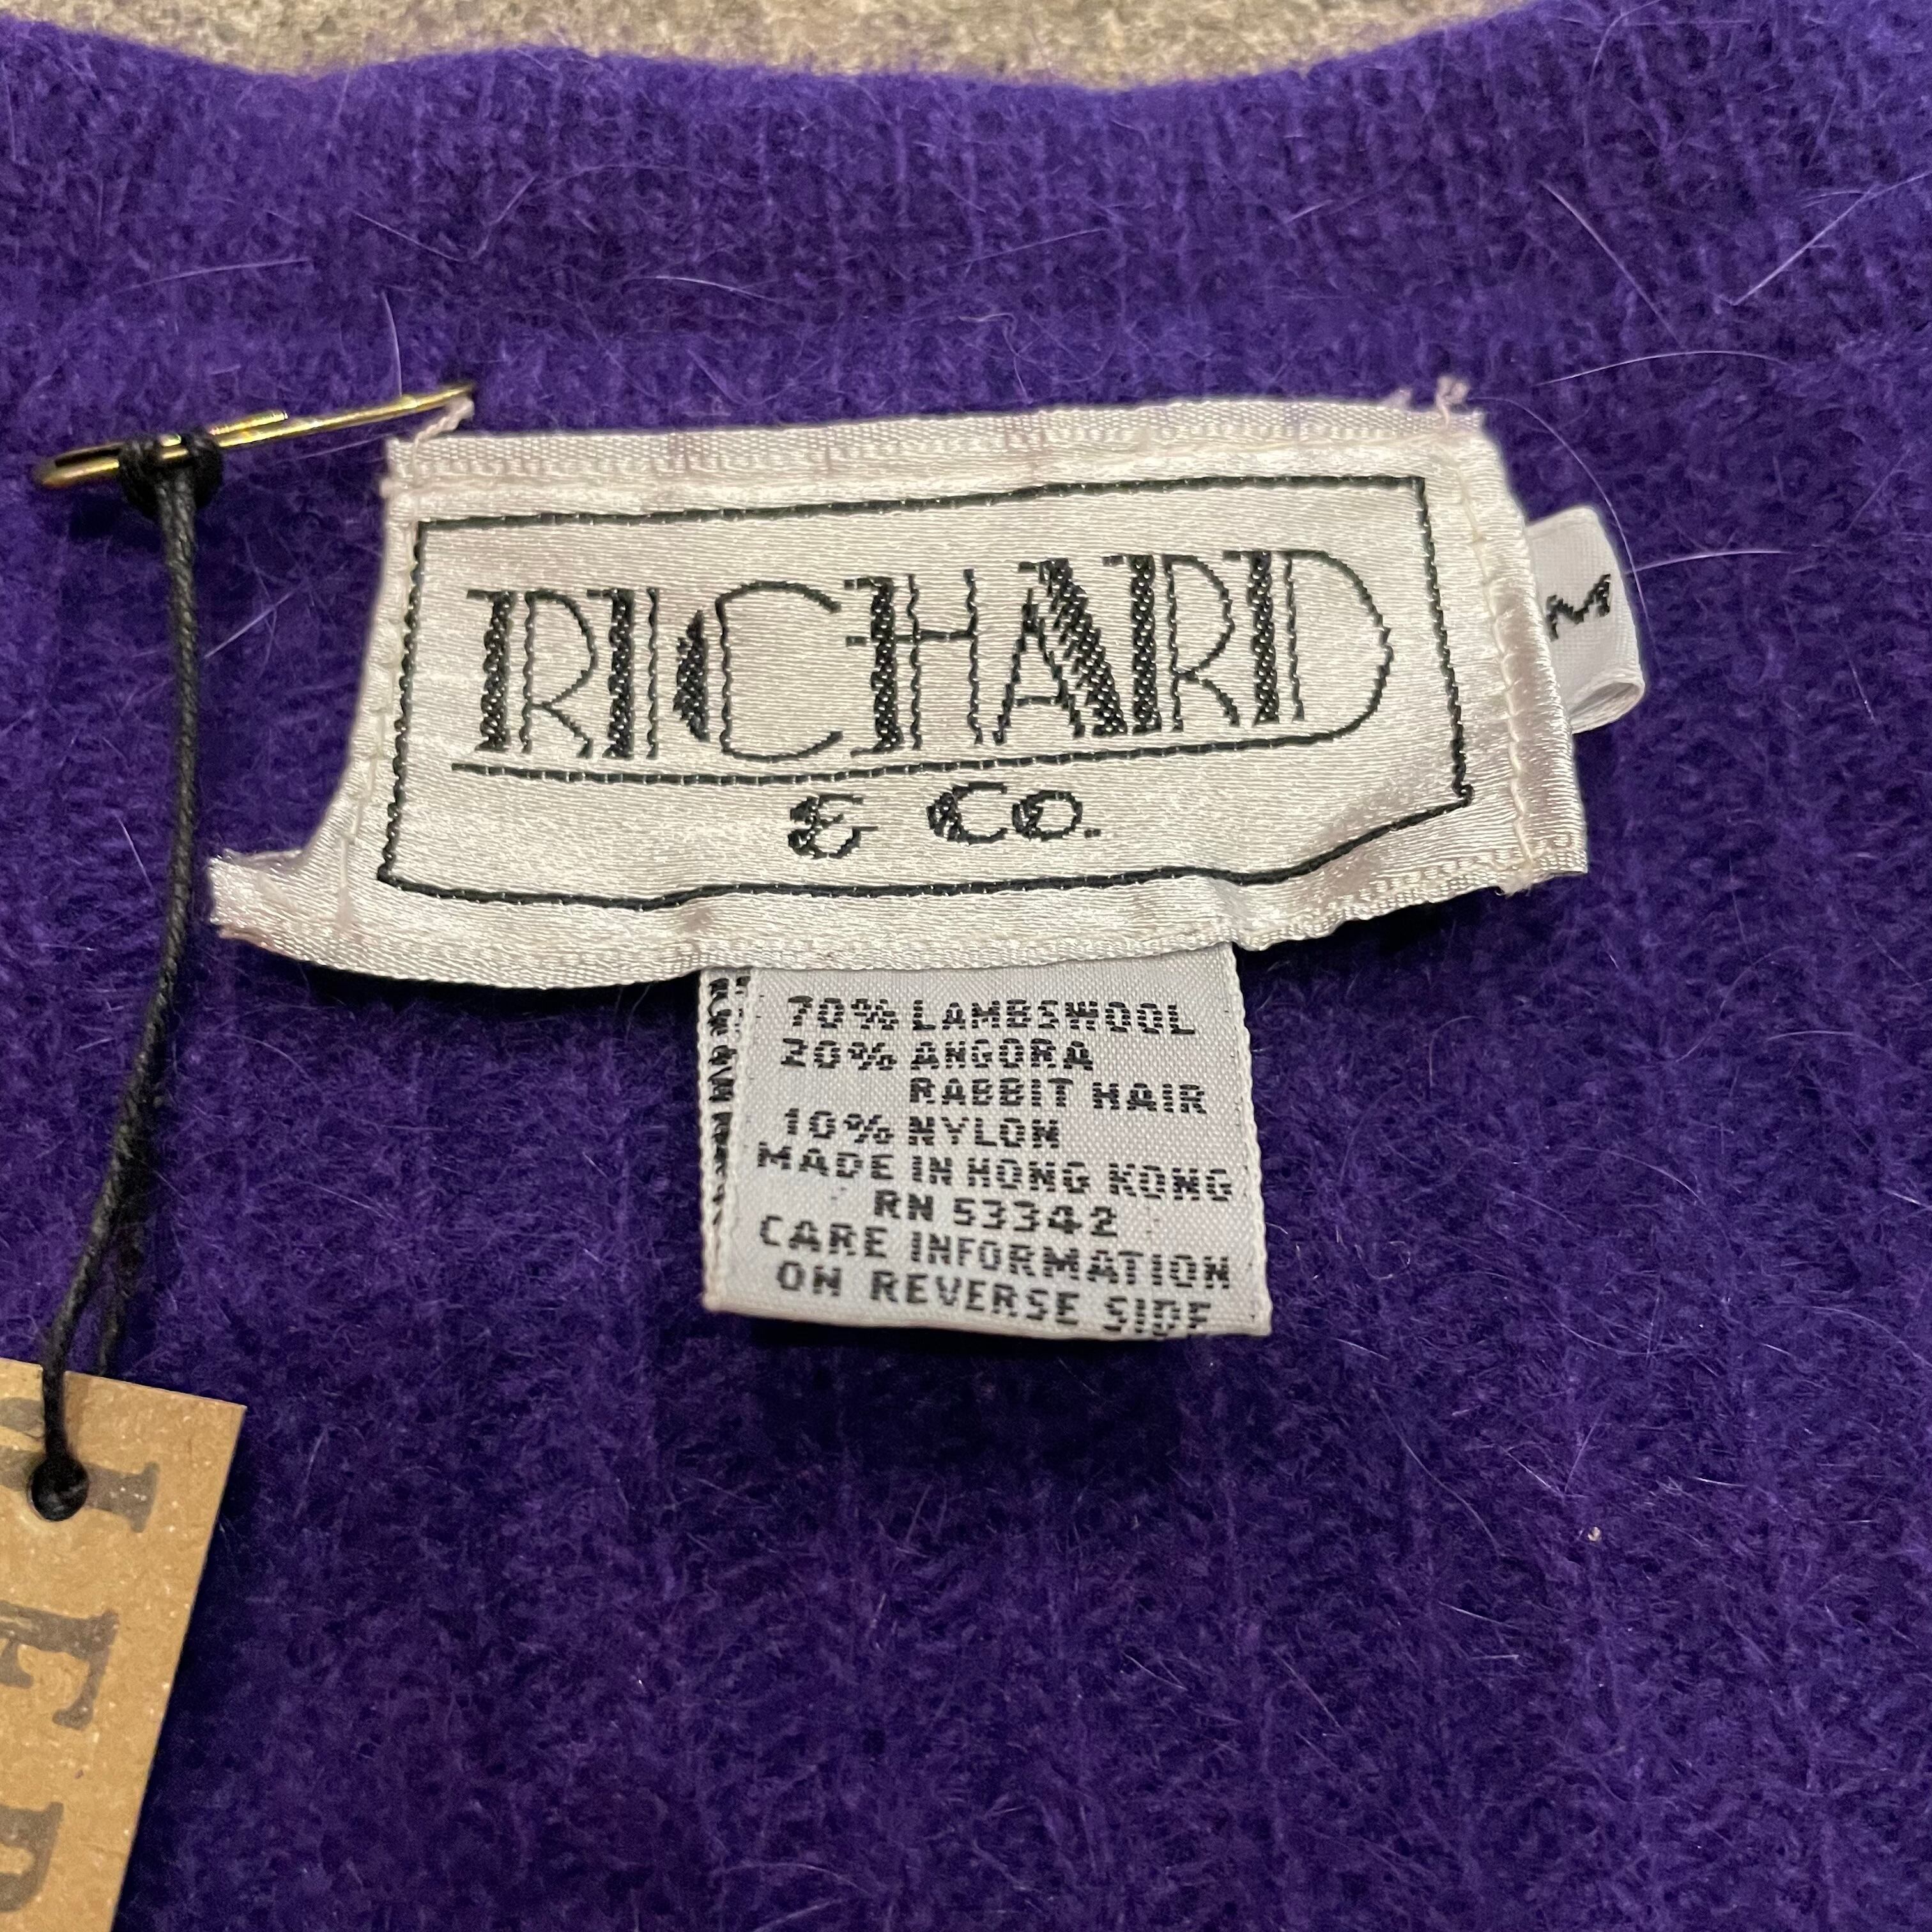 RICHARD
& Co.
M
70% LAMBSWOOL
20% ANGORA
RABBIT HAIR
10% NYLON
MADE IN HONG KONG
RN 53342
CARE INFORMATION
ON REVERSE SIDE